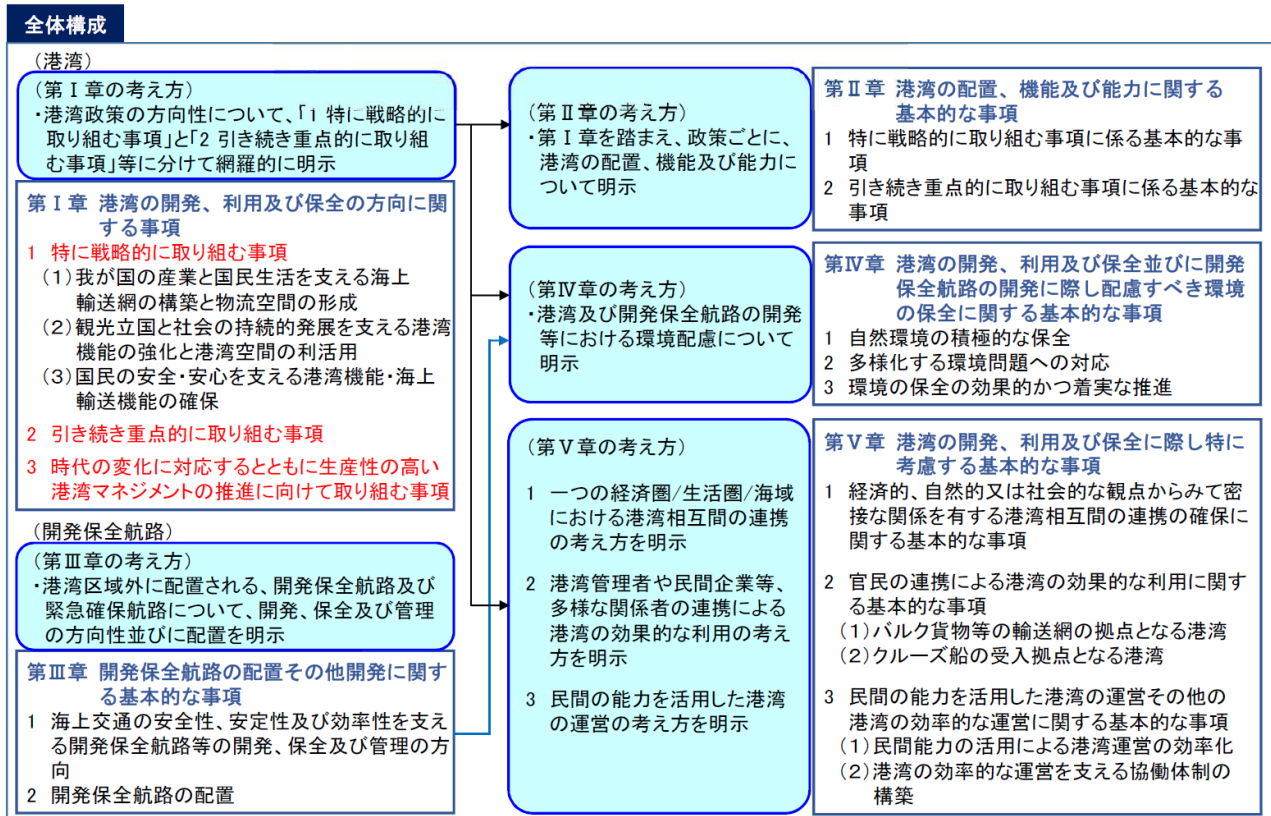 全体構成
(港湾)
(第Ⅰ章の考え方)
・港湾政策の方向性について、「1 特に戦略的に
取り組む事項」と「2 引き続き重点的に取り組
む事項」等に分けて網羅的に明示
第Ⅰ章 港湾の開発、利用及び保全の方向に関
する事項
1 特に戦略的に取り組む事項
(1)我が国の産業と国民生活を支える海上
輸送網の構築と物流空間の形成
(2)観光立国と社会の持続的発展を支える港湾
機能の強化と港湾空間の利活用
(3)国民の安全・安心を支える港湾機能・海上
輸送機能の確保
2 引き続き重点的に取り組む事項
3 時代の変化に対応するとともに生産性の高い
港湾マネジメントの推進に向けて取り組む事項
(開発保全航路)
(第Ⅲ章の考え方)
・港湾区域外に配置される、開発保全航路及び
緊急確保航路について、開発、保全及び管理
の方向性並びに配置を明示
第Ⅲ章 開発保全航路の配置その他開発に関す
る基本的な事項
1 海上交通の安全性、安定性及び効率性を支え
る開発保全航路等の開発、保全及び管理の方
向
2 開発保全航路の配置
(第Ⅱ章の考え方)
・第Ⅰ章を踏まえ、政策ごとに、
港湾の配置、機能及び能力に
ついて明示
(第Ⅳ章の考え方)
・港湾及び開発保全航路の開発
等における環境配慮について
明示
(第Ⅴ章の考え方)
1 一つの経済圏/生活圏/海域
における港湾相互間の連携
の考え方を明示
2 港湾管理者や民間企業等、
多様な関係者の連携による
港湾の効果的な利用の考え
方を明示
3 民間の能力を活用した港湾
の運営の考え方を明示
第Ⅱ章 港湾の配置、機能及び能力に関する
基本的な事項
1 特に戦略的に取り組む事項に係る基本的な事
項
2 引き続き重点的に取り組む事項に係る基本的な
事項
第Ⅳ章 港湾の開発、利用及び保全並びに開発
保全航路の開発に際し配慮すべき環境
の保全に関する基本的な事項
1 自然環境の積極的な保全
2 多様化する環境問題への対応
3 環境の保全の効果的かつ着実な推進
第Ⅴ章 港湾の開発、利用及び保全に際し特に
考慮する基本的な事項
1 経済的、自然的又は社会的な観点からみて密
接な関係を有する港湾相互間の連携の確保に
関する基本的な事項
2 官民の連携による港湾の効果的な利用に関す
る基本的な事項
(1)バルク貨物等の輸送網の拠点となる港湾
(2)クルーズ船の受入拠点となる港湾
3 民間の能力を活用した港湾の運営その他の
港湾の効率的な運営に関する基本的な事項
(1)民間能力の活用による港湾運営の効率化
(2)港湾の効率的な運営を支える協働体制の
構築